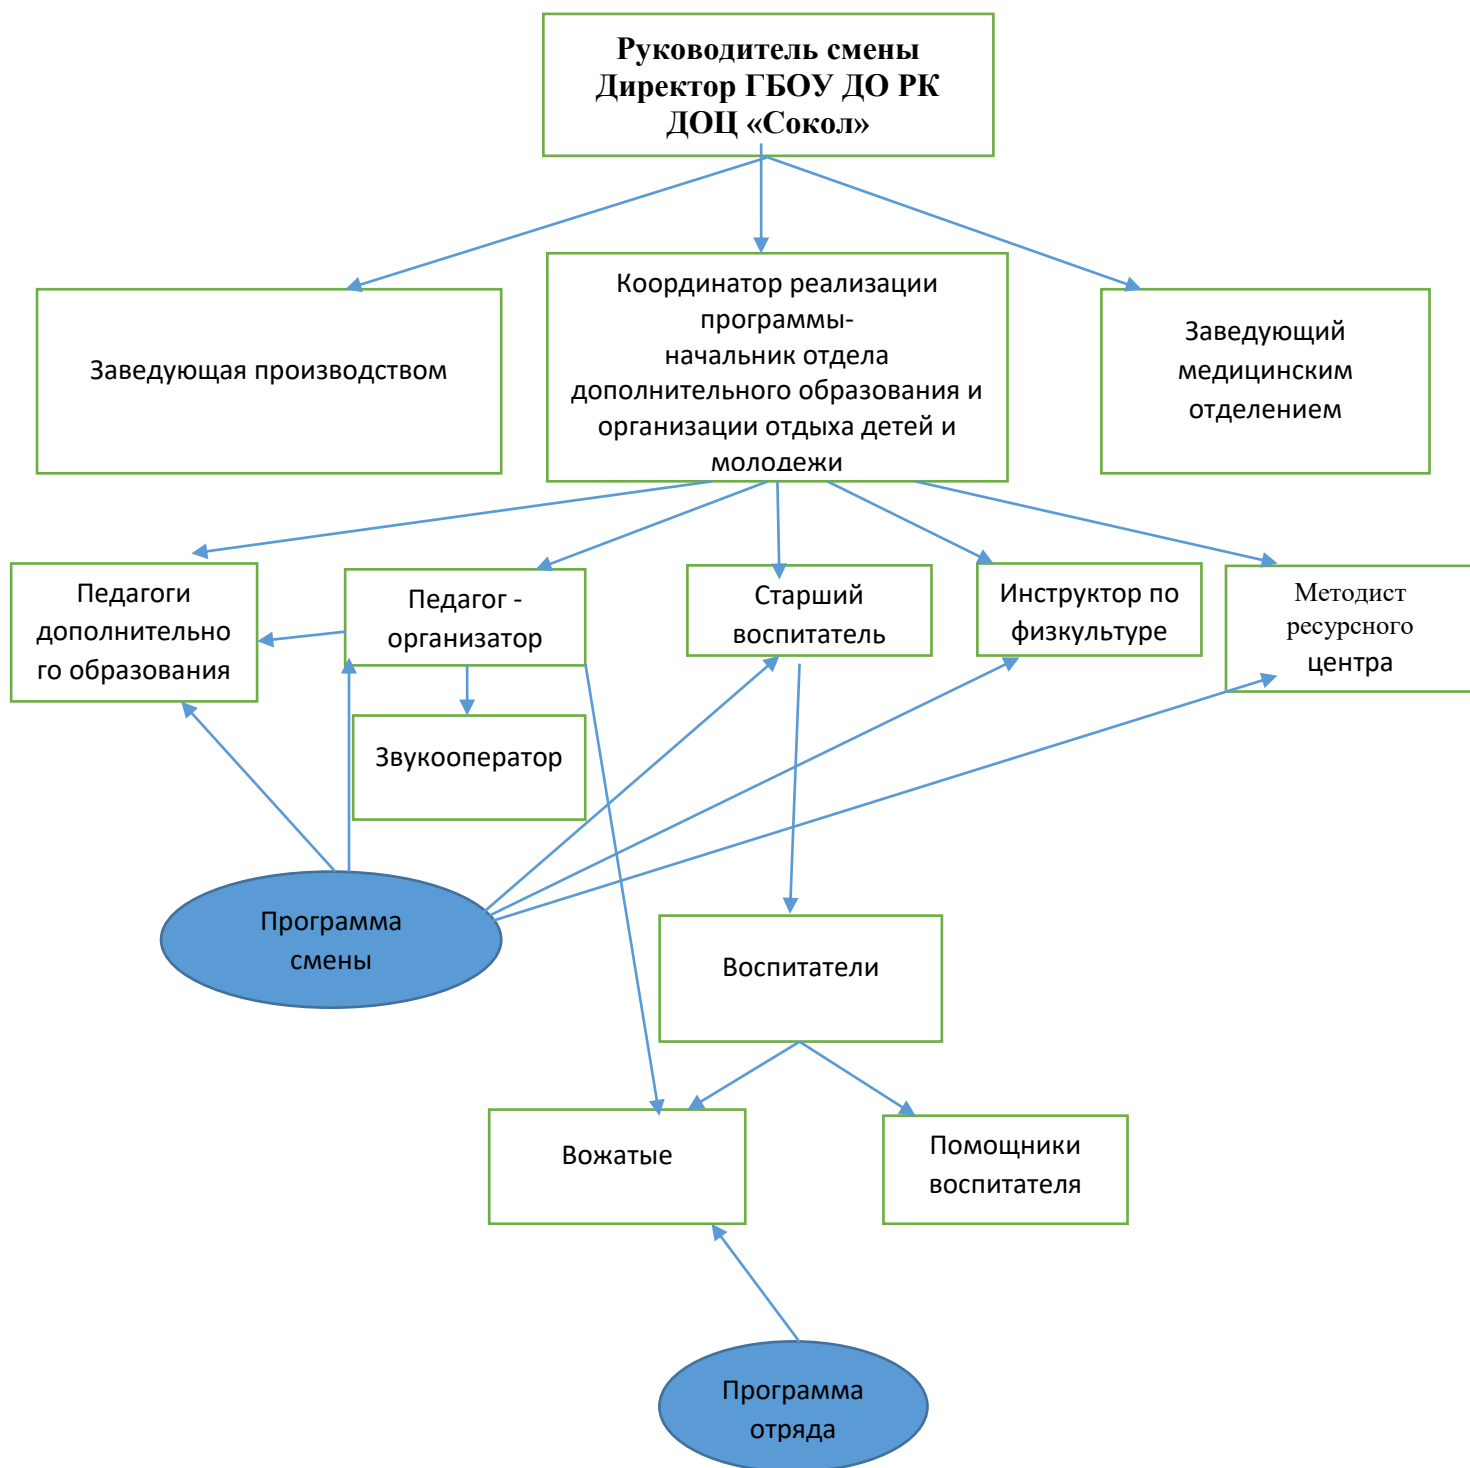 Руководитель смены
Директор ГБОУ ДО РК
ДОЦ «Сокол»
Заведующая производством
Координатор реализации
программы-
начальник отдела
дополнительного образования и
организации отдыха детей и
молодежи
Заведующий
медицинским
отделением
Педагоги
дополнительно
го образования
Педагог -
организатор
Старший
воспитатель
Инструктор по
физкультуре
Методист
ресурсного
центра
Звукооператор
Программа
смены
Воспитатели
Вожатые
Помощники
воспитателя
Программа
отряда